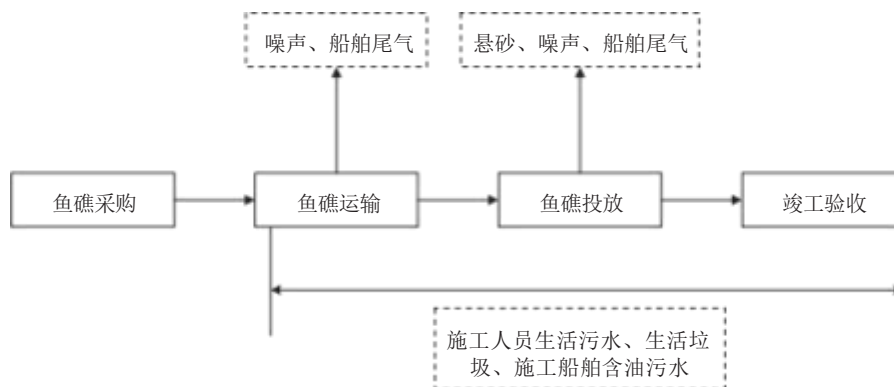 噪声、船舶尾气
悬砂、噪声、船舶尾气
鱼礁采购
鱼礁运输
鱼礁投放
竣工验收
施工人员生活污水、生活垃
圾、施工船舶含油污水